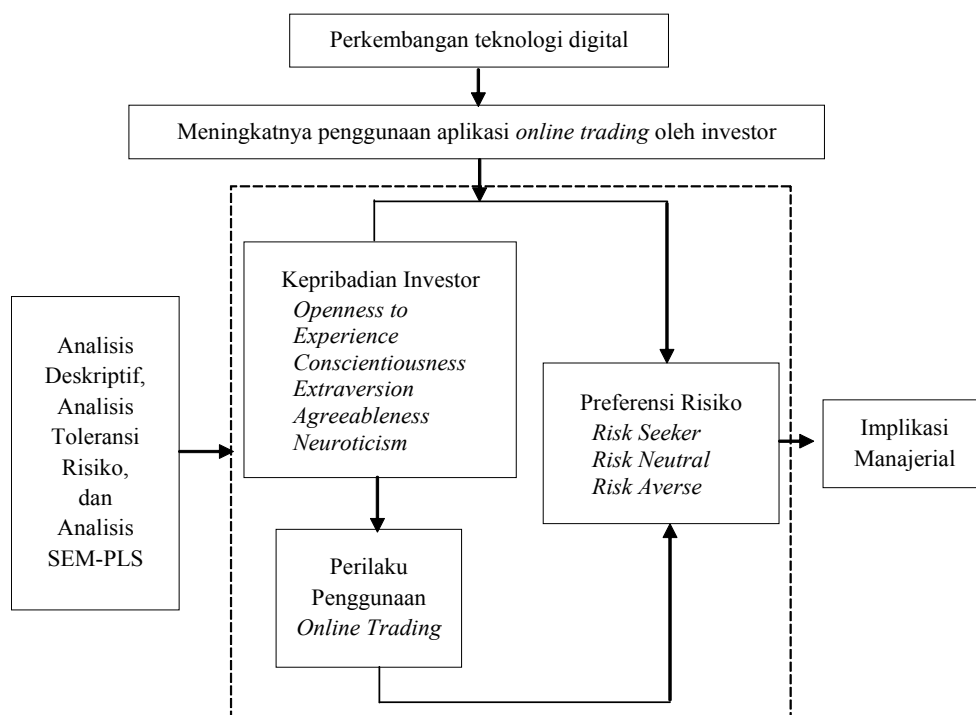 Perkembangan teknologi digital
Meningkatnya penggunaan aplikasi online trading oleh investor
Analisis
Deskriptif,
Analisis
Toleransi
Risiko,
dan
Analisis
SEM-PLS
Kepribadian Investor
Openness to
Experience
Conscientiousness
Extraversion
Agreeableness
Neuroticism
Perilaku
Penggunaan
Online Trading
Preferensi Risiko
Risk Seeker
Risk Neutral
Risk Averse
Implikasi
Manajerial